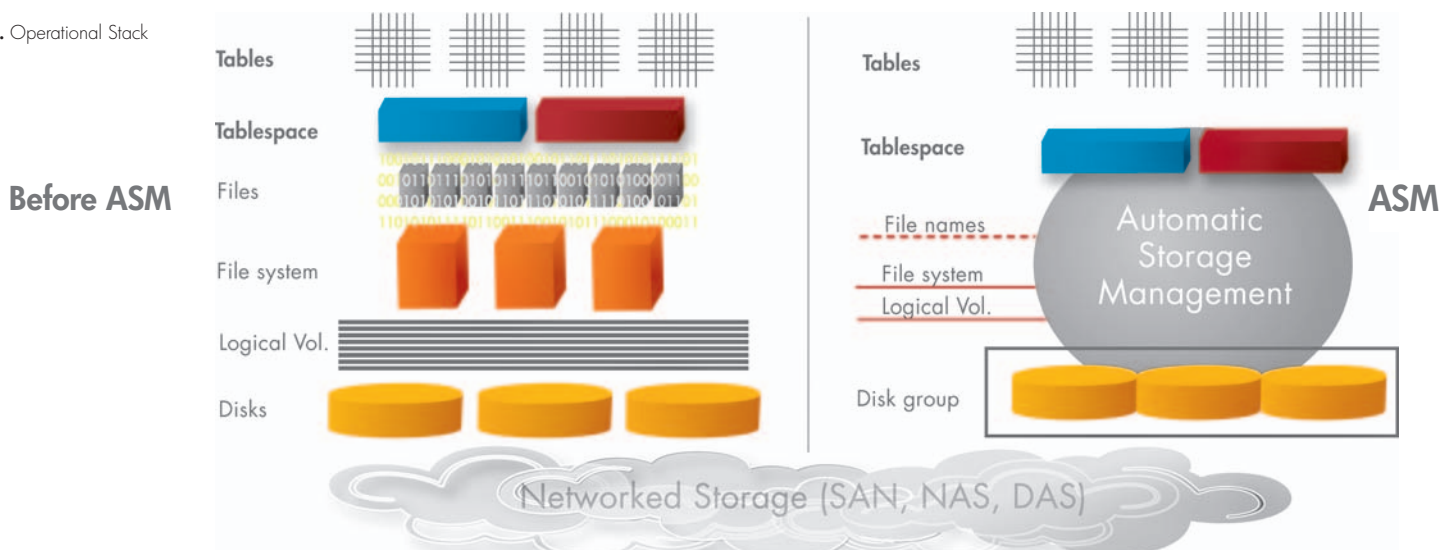 . Operational Stack
Before ASM
Tables
Tablespace
Files
File system
Logical Vol.
Disks
Tables
Tablespace
File names
File system
Logical Vol.
Disk group
Automatic
Storage
Management
ASM
Networked Storage (SAN, NAS, DAS)